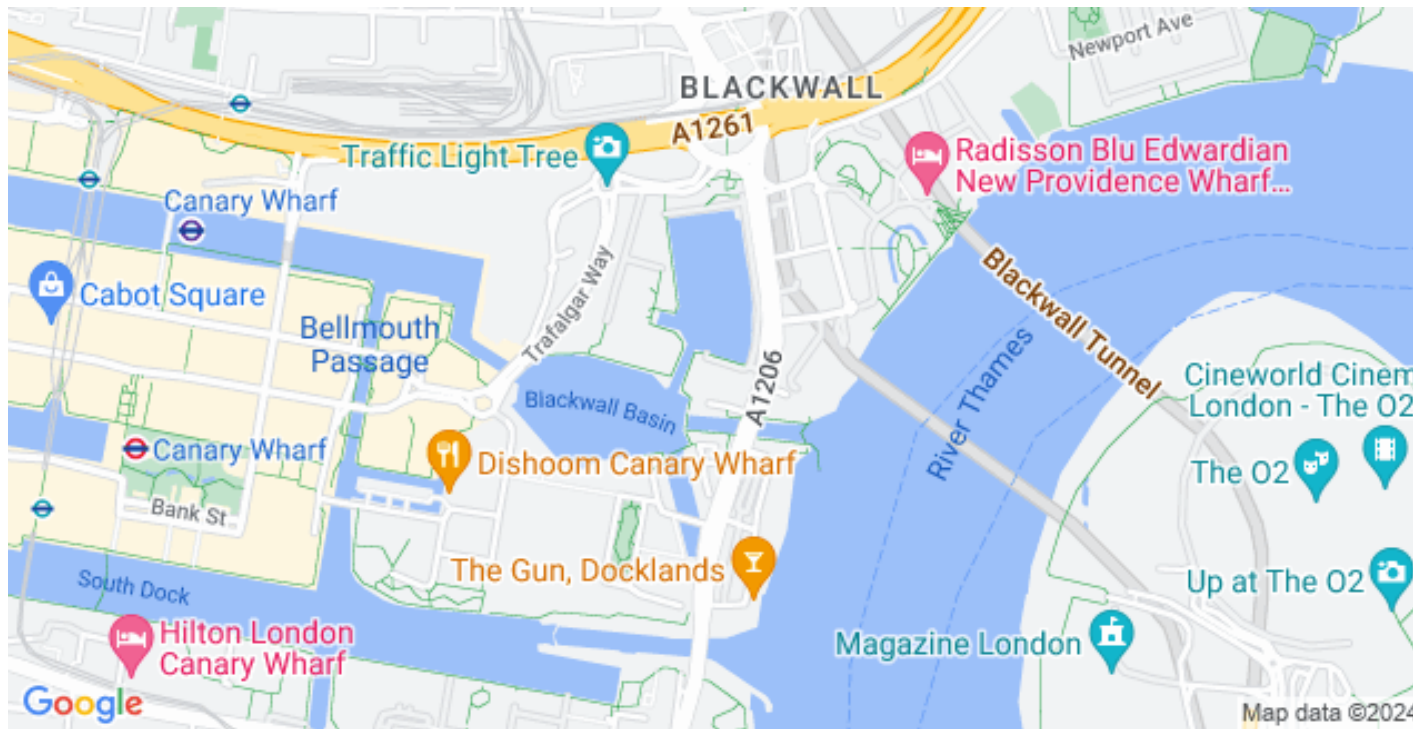 Newport Ave
BLACKWALL
A1261
Traffic Light Tree
Radisson Blu Edwardian
New Providence Wharf...
Canary Wharf
Trafalgar Way
Blackwall Tunnel
Cabot Square
Bellmouth
Passage
River Thames
A1206
Cineworld Cinem
London - The O2
Blackwall Basin
Canary Wharf
Dishoom Canary Wharf
The O2
Bank St
The Gun, Docklands
Up at The O2
South Dock
Hilton London
Canary Wharf
Magazine London
Google
Map data ©2024